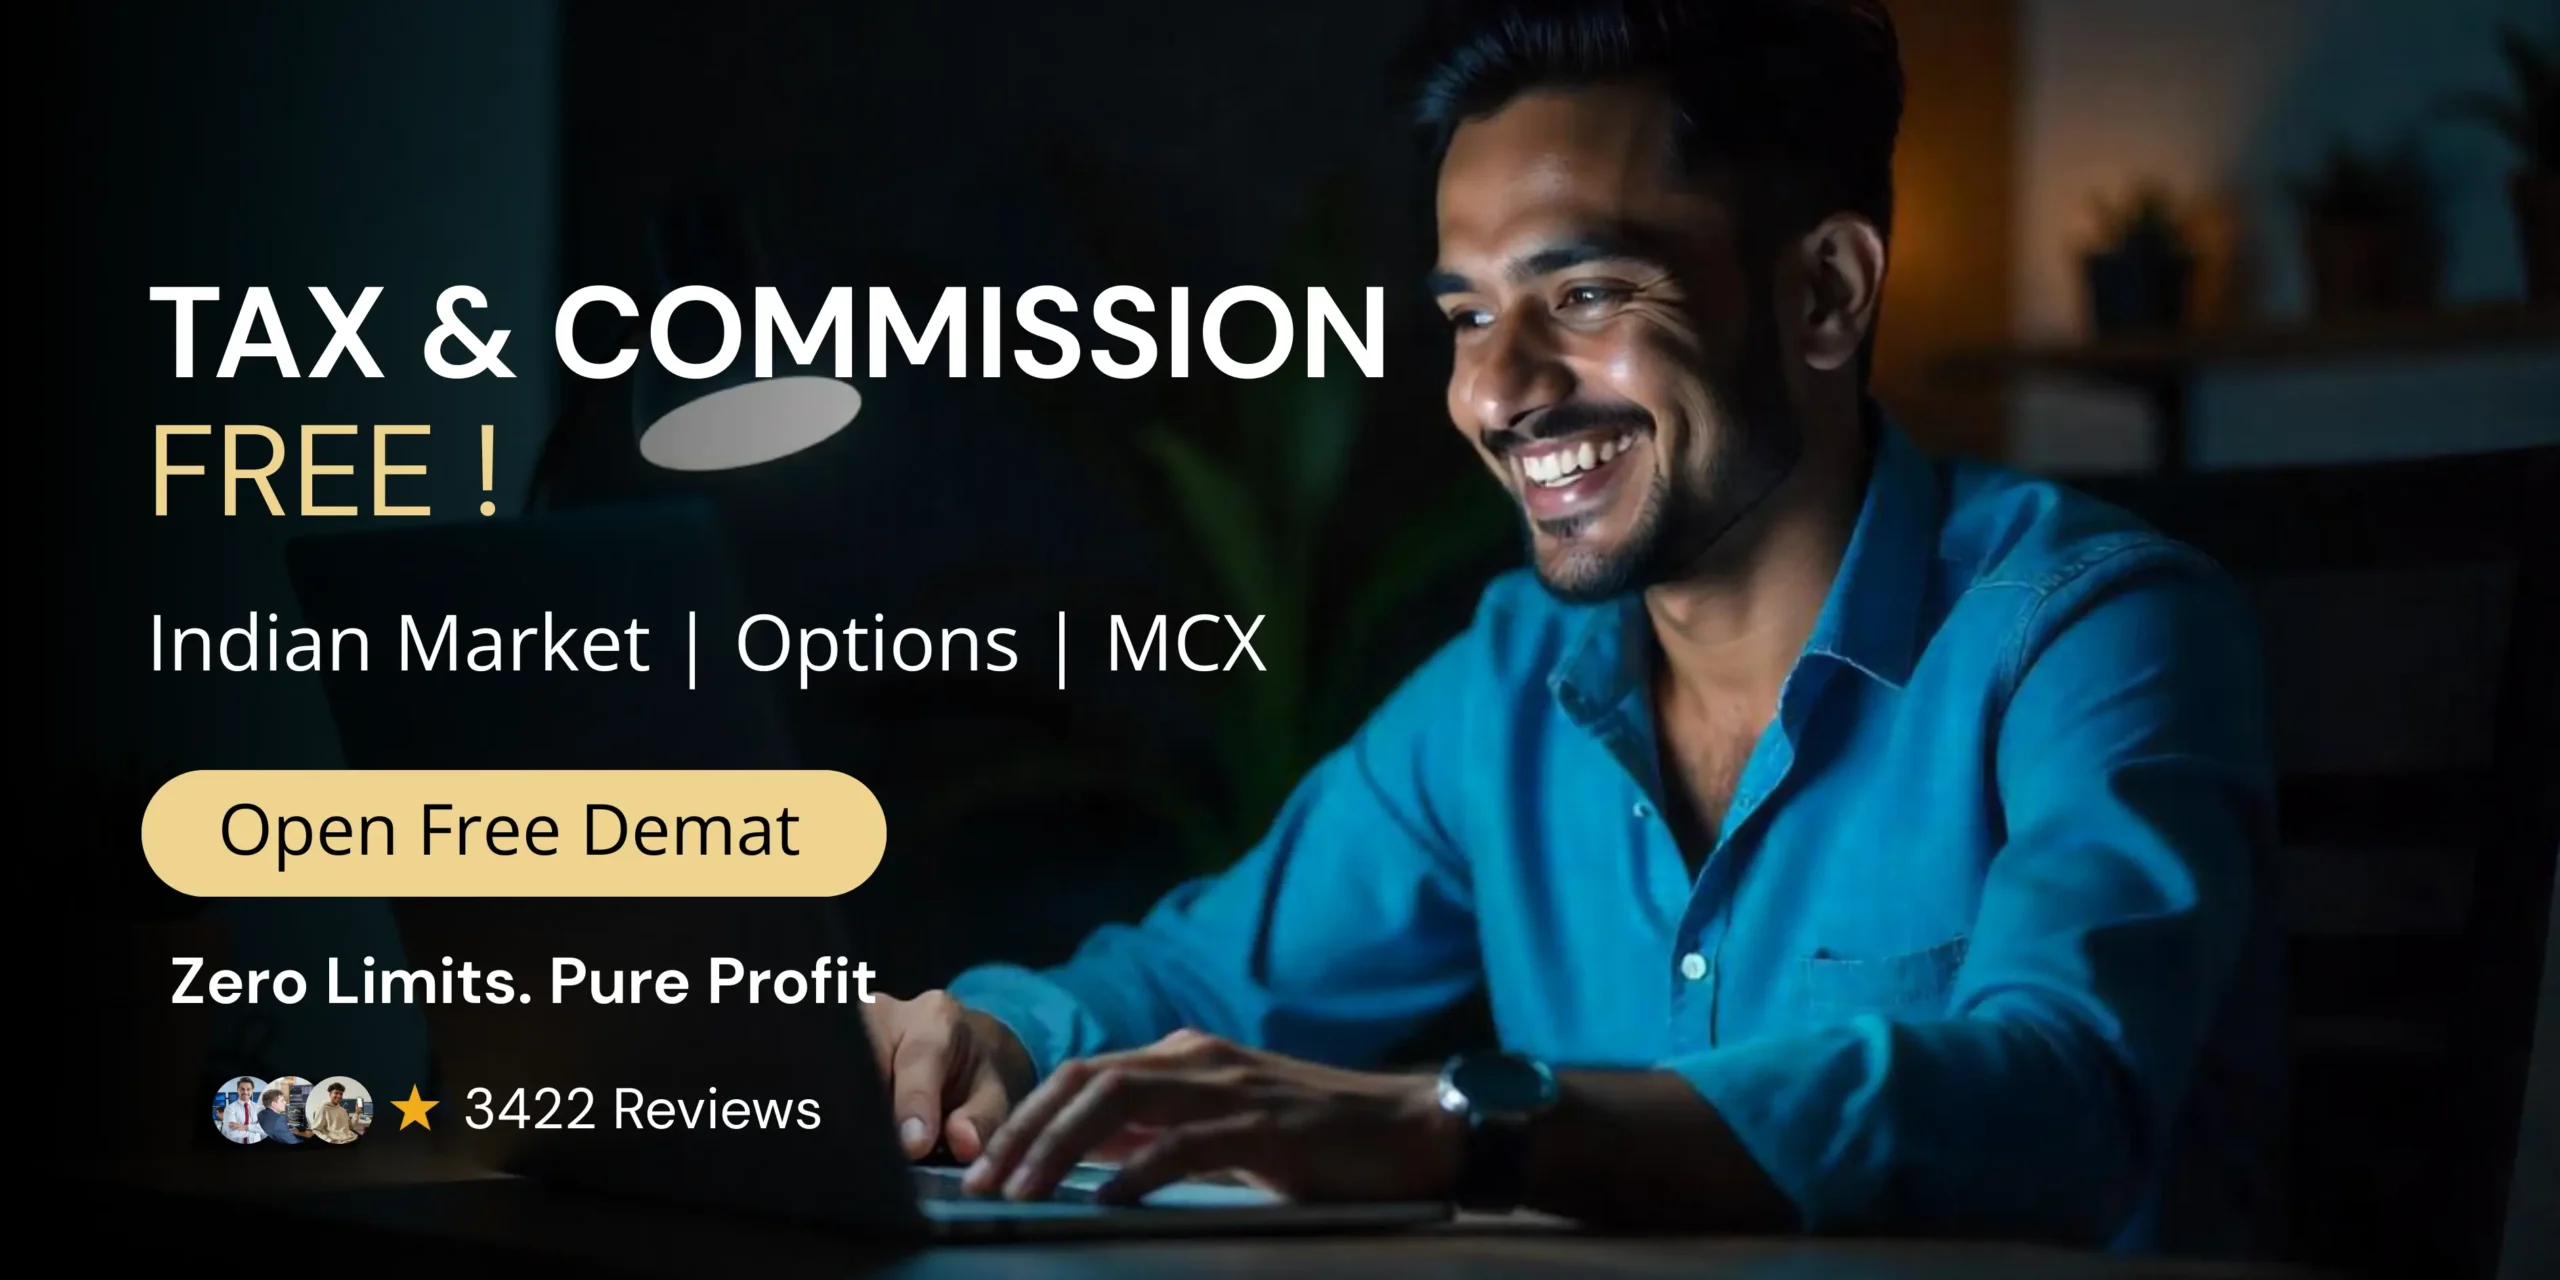 TAX & COMMISSION
FREE !
Indian Market | Options | MCX
Open Free Demat
Zero Limits. Pure Profit
3422 Reviews